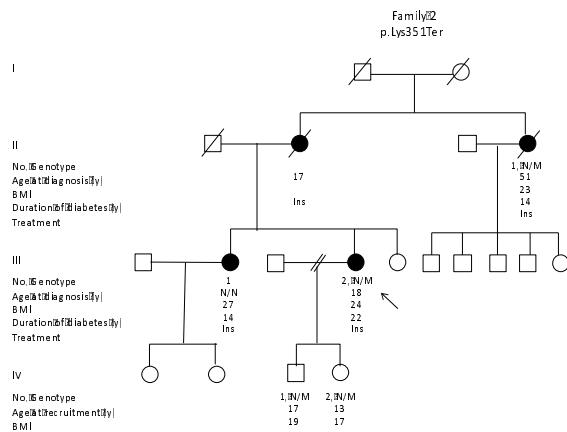 Family 2
p.Lys351Ter
I
II
No, Genotype
Age at diagnosis (y)
BMI
Duration of diabetes (y)
Treatment
17
Ins
1, N/M
51
23
14
Ins
III
No, Genotype
Age at diagnosis (y)
BMI
Duration of diabetes (y)
Treatment
1
N/N
27
14
Ins
2, N/M
18
24
22
Ins
IV
No, Genotype
Age at recruitment (y)
BMI
1, N/M
17
19
2, N/M
13
17